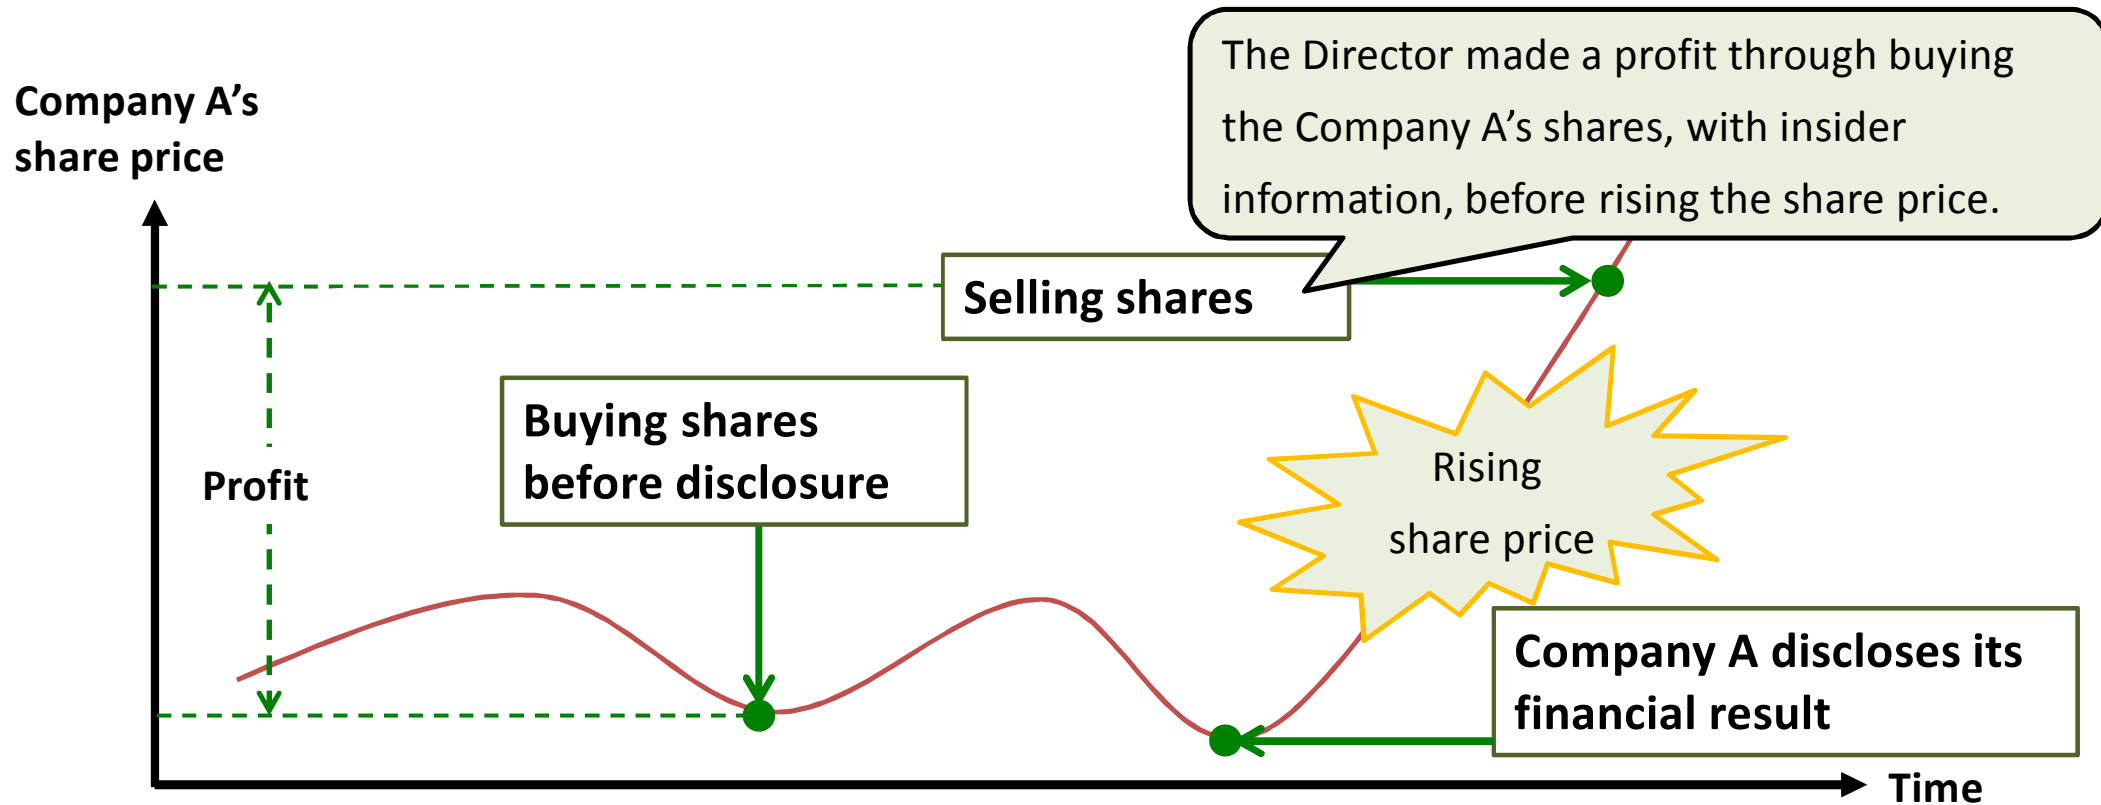 The Director made a profit through buying
the Company A’s shares, with insider
information, before rising the share price.
Company A’s
share price
Selling shares
Buying shares
before disclosure
Profit
Rising
share price
Company A discloses its
financial result
Time